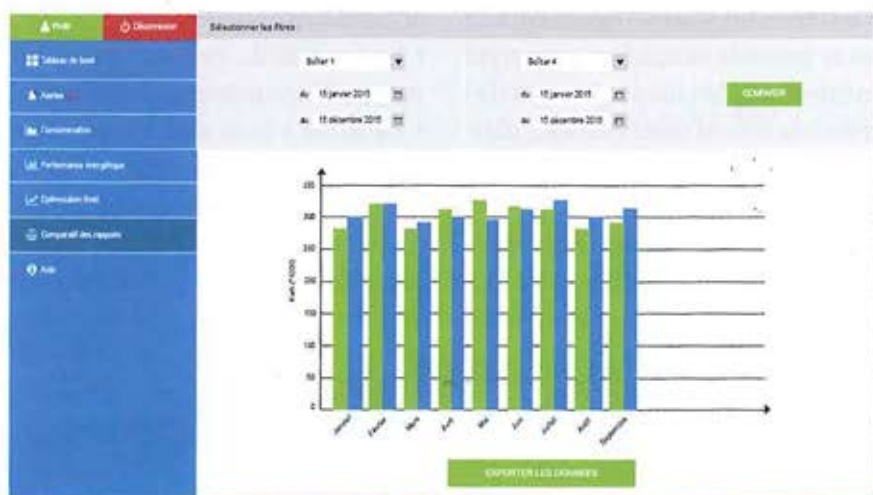 Profil
Déconnexion
Sélectionner les filtres
Tableau de bord
Alertes
Consommation
Performance énergétique
Optimisation
Comparatif des rapports
Aide
Boîtier 1
Boîtier 4
du 15 janvier 2015
du 15 janvier 2015
COMPARER
au 15 décembre 2015
au 15 décembre 2015
350
300
250
200
150
100
50
0
Janvier
Février
Mars
Avril
Mai
Juin
Juillet
Août
Septembre
EXPORTER LES DONNÉES